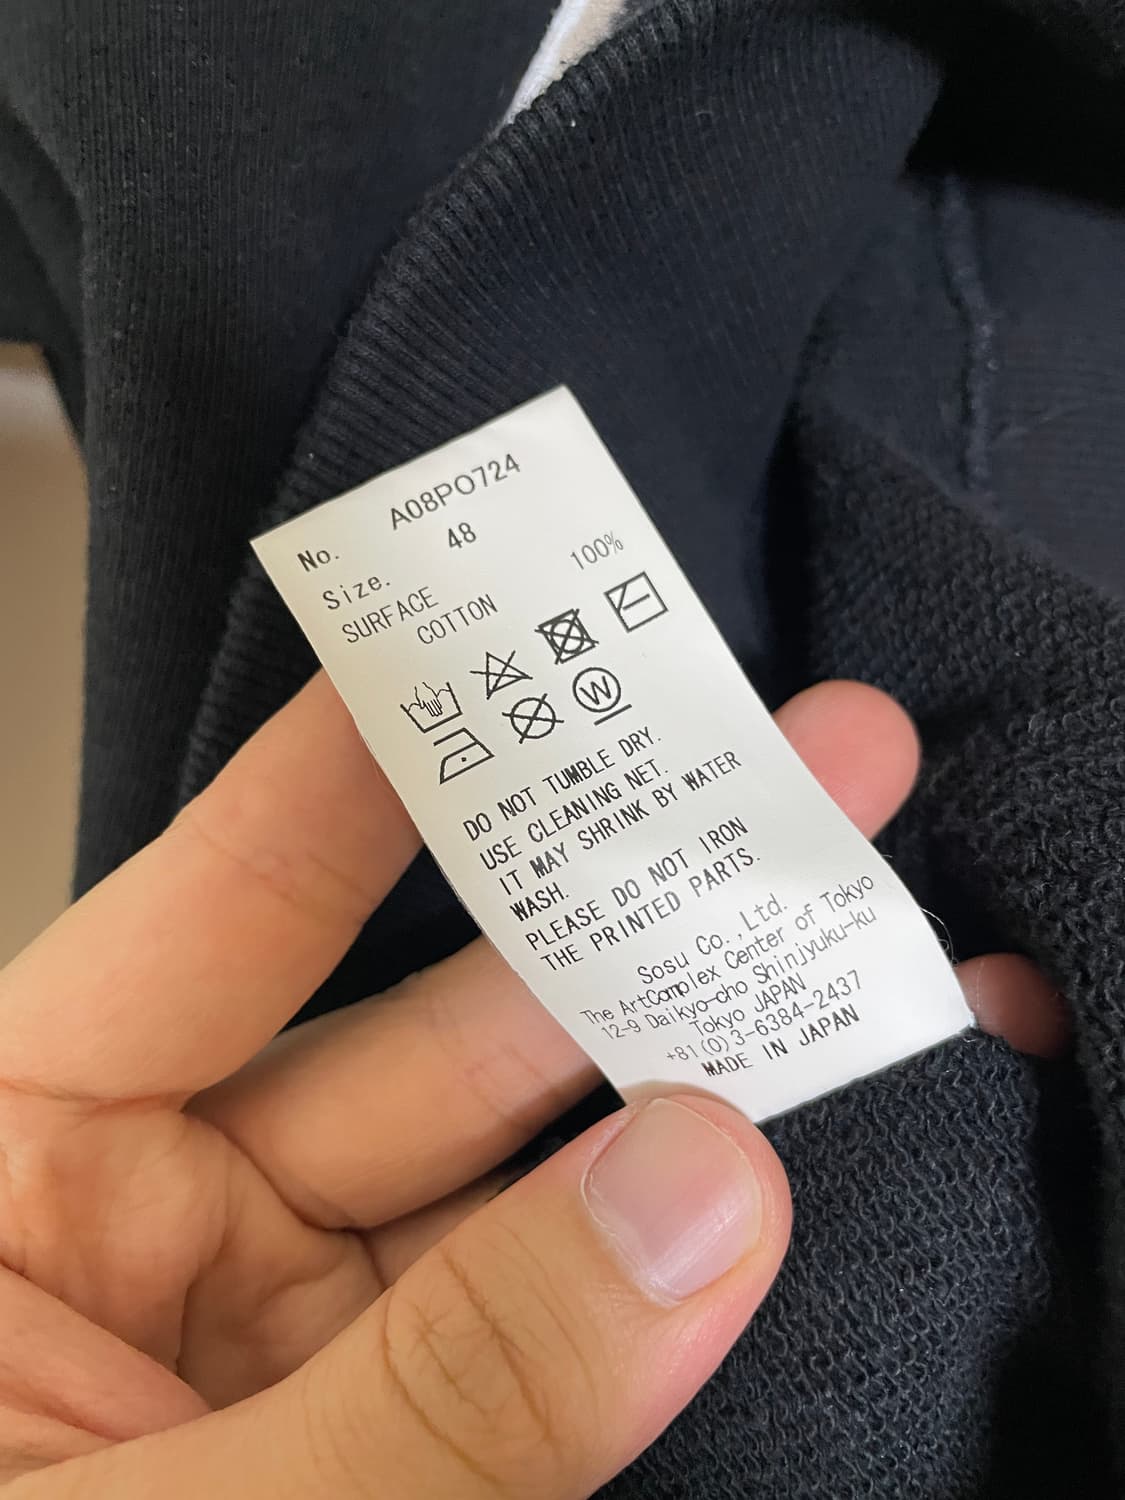 No. A08PO724
Size. 48
SURFACE
COTTON 100%
W
DO NOT TUMBLE DRY.
USE CLEANING NET.
IT MAY SHRINK BY WATER
WASH.
PLEASE DO NOT IRON
THE PRINTED PARTS.
Sosu Co.,Ltd.
The ArtComplex Center of Tokyo
12-9 Daikyo-cho Shinjyuku-ku
Tokyo JAPAN
+81(0)3-6384-2437
MADE IN JAPAN